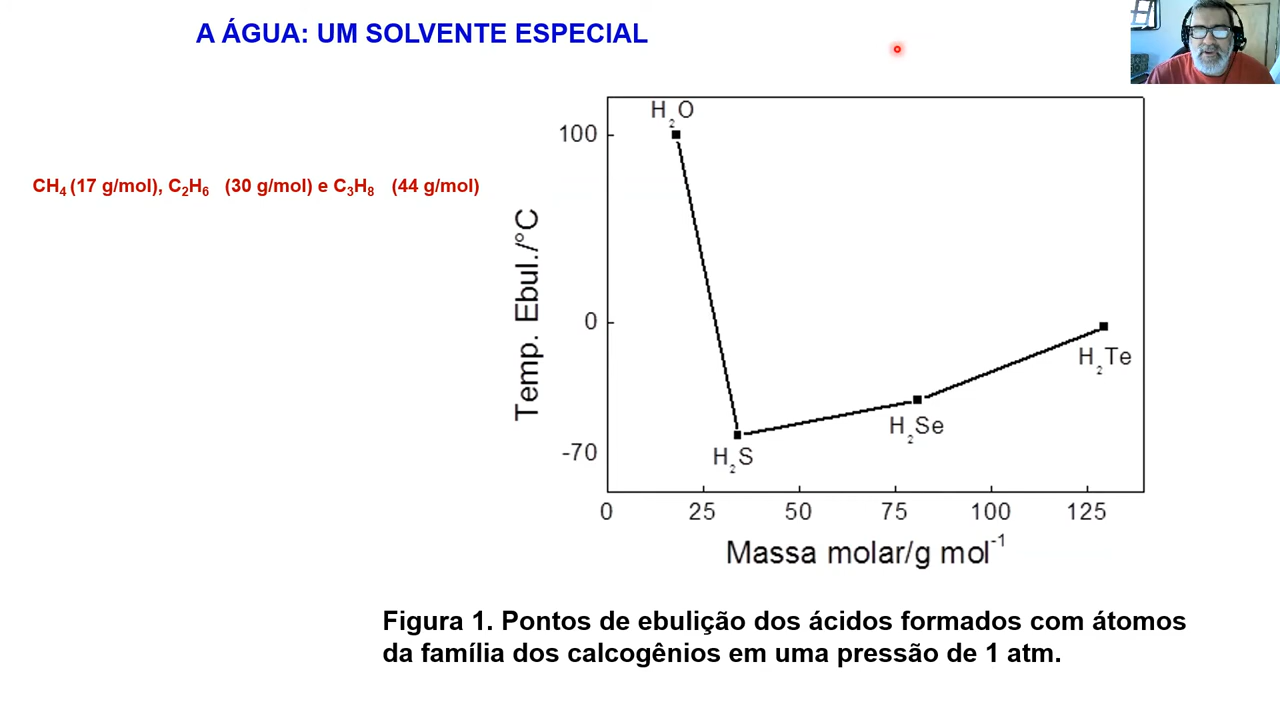 A ÁGUA: UM SOLVENTE ESPECIAL
CH₄ (17 g/mol), C₂H₆ (30 g/mol) e C₃H₈ (44 g/mol)
H₂O
100
0
-70
Temp. Ebul./°C
H₂S
H₂Se
H₂Te
0 25 50 75 100 125
Massa molar/g mol⁻¹
Figura 1. Pontos de ebulição dos ácidos formados com átomos
da família dos calcogênios em uma pressão de 1 atm.